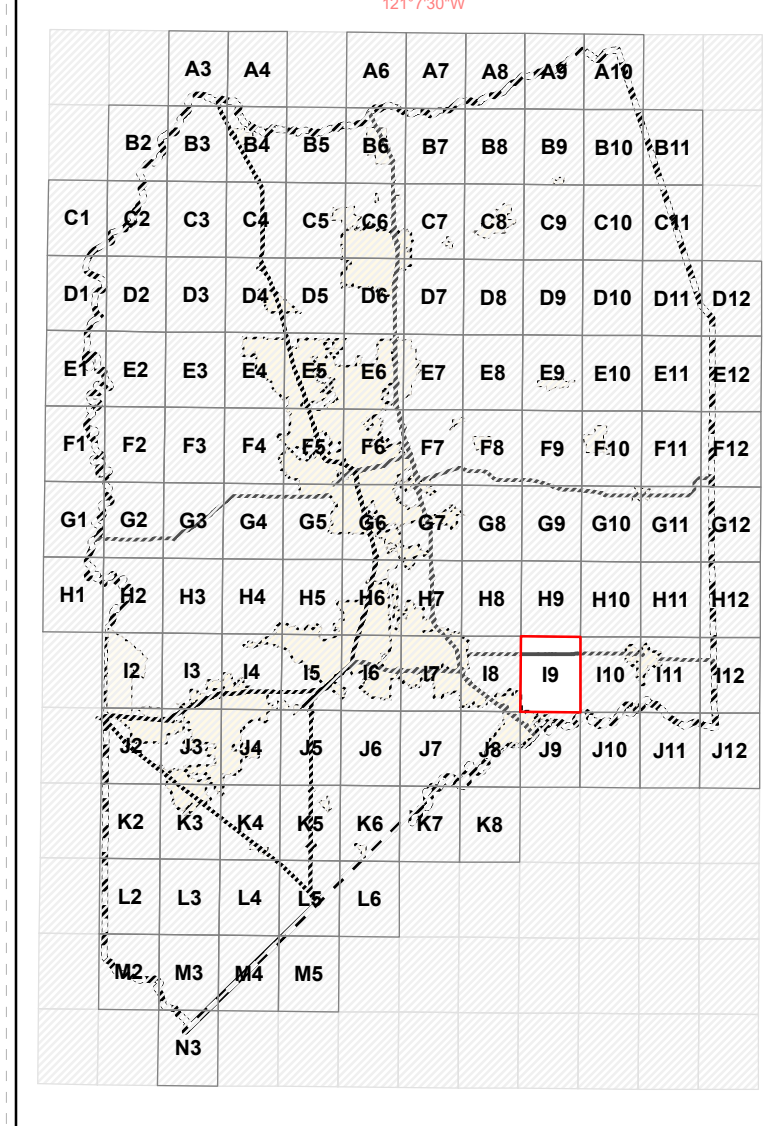 121°7'30"W
A3 A4 A6 A7 A8 A9 A10
B2 B3 B4 B5 B6 B7 B8 B9 B10 B11
C1 C2 C3 C4 C5 C6 C7 C8 C9 C10 C11
D1 D2 D3 D4 D5 D6 D7 D8 D9 D10 D11 D12
E1 E2 E3 E4 E5 E6 E7 E8 E9 E10 E11 E12
F1 F2 F3 F4 F5 F6 F7 F8 F9 F10 F11 F12
G1 G2 G3 G4 G5 G6 G7 G8 G9 G10 G11 G12
H1 H2 H3 H4 H5 H6 H7 H8 H9 H10 H11 H12
I2 I3 I4 I5 I6 I7 I8 I9 I10 I11 I12
J2 J3 J4 J5 J6 J7 J8 J9 J10 J11 J12
K2 K3 K4 K5 K6 K7 K8
L2 L3 L4 L5 L6
M2 M3 M4 M5
N3